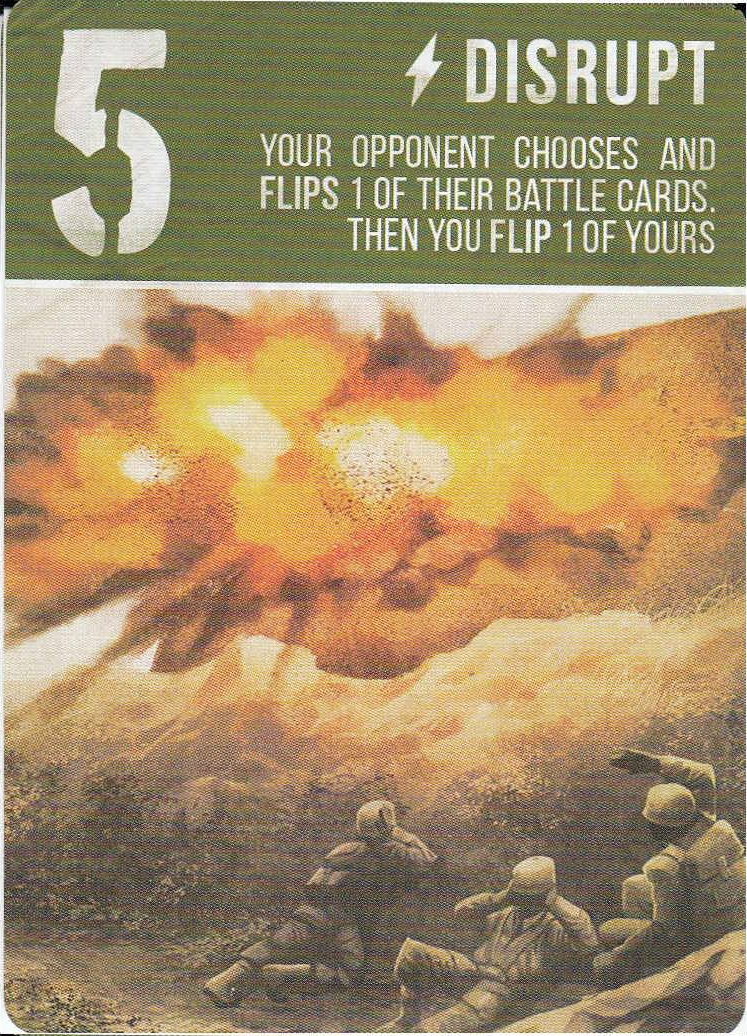 5
DISRUPT
YOUR OPPONENT CHOOSES AND
FLIPS 1 OF THEIR BATTLE CARDS.
THEN YOU FLIP 1 OF YOURS